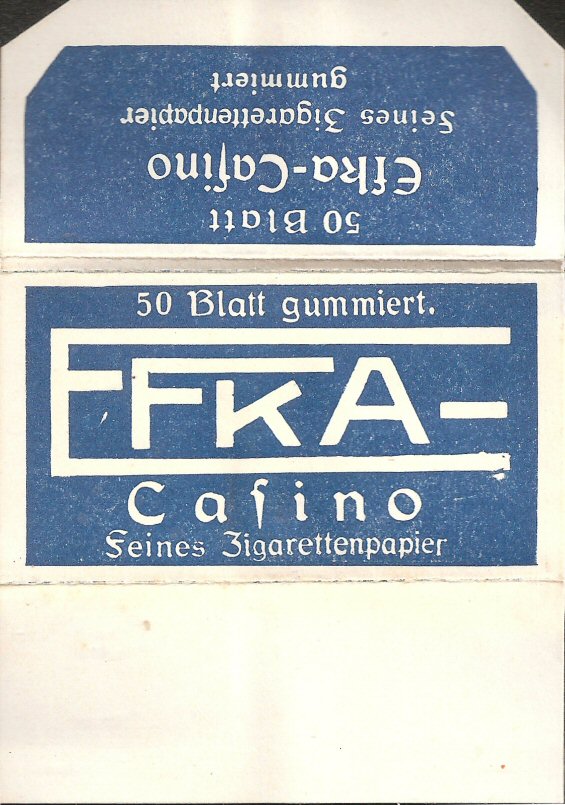 50 Blatt
Efka-Caſino
Feines Zigarettenpapier
gummiert
50 Blatt gummiert.
EFKA-
Caſino
Feines Zigarettenpapier